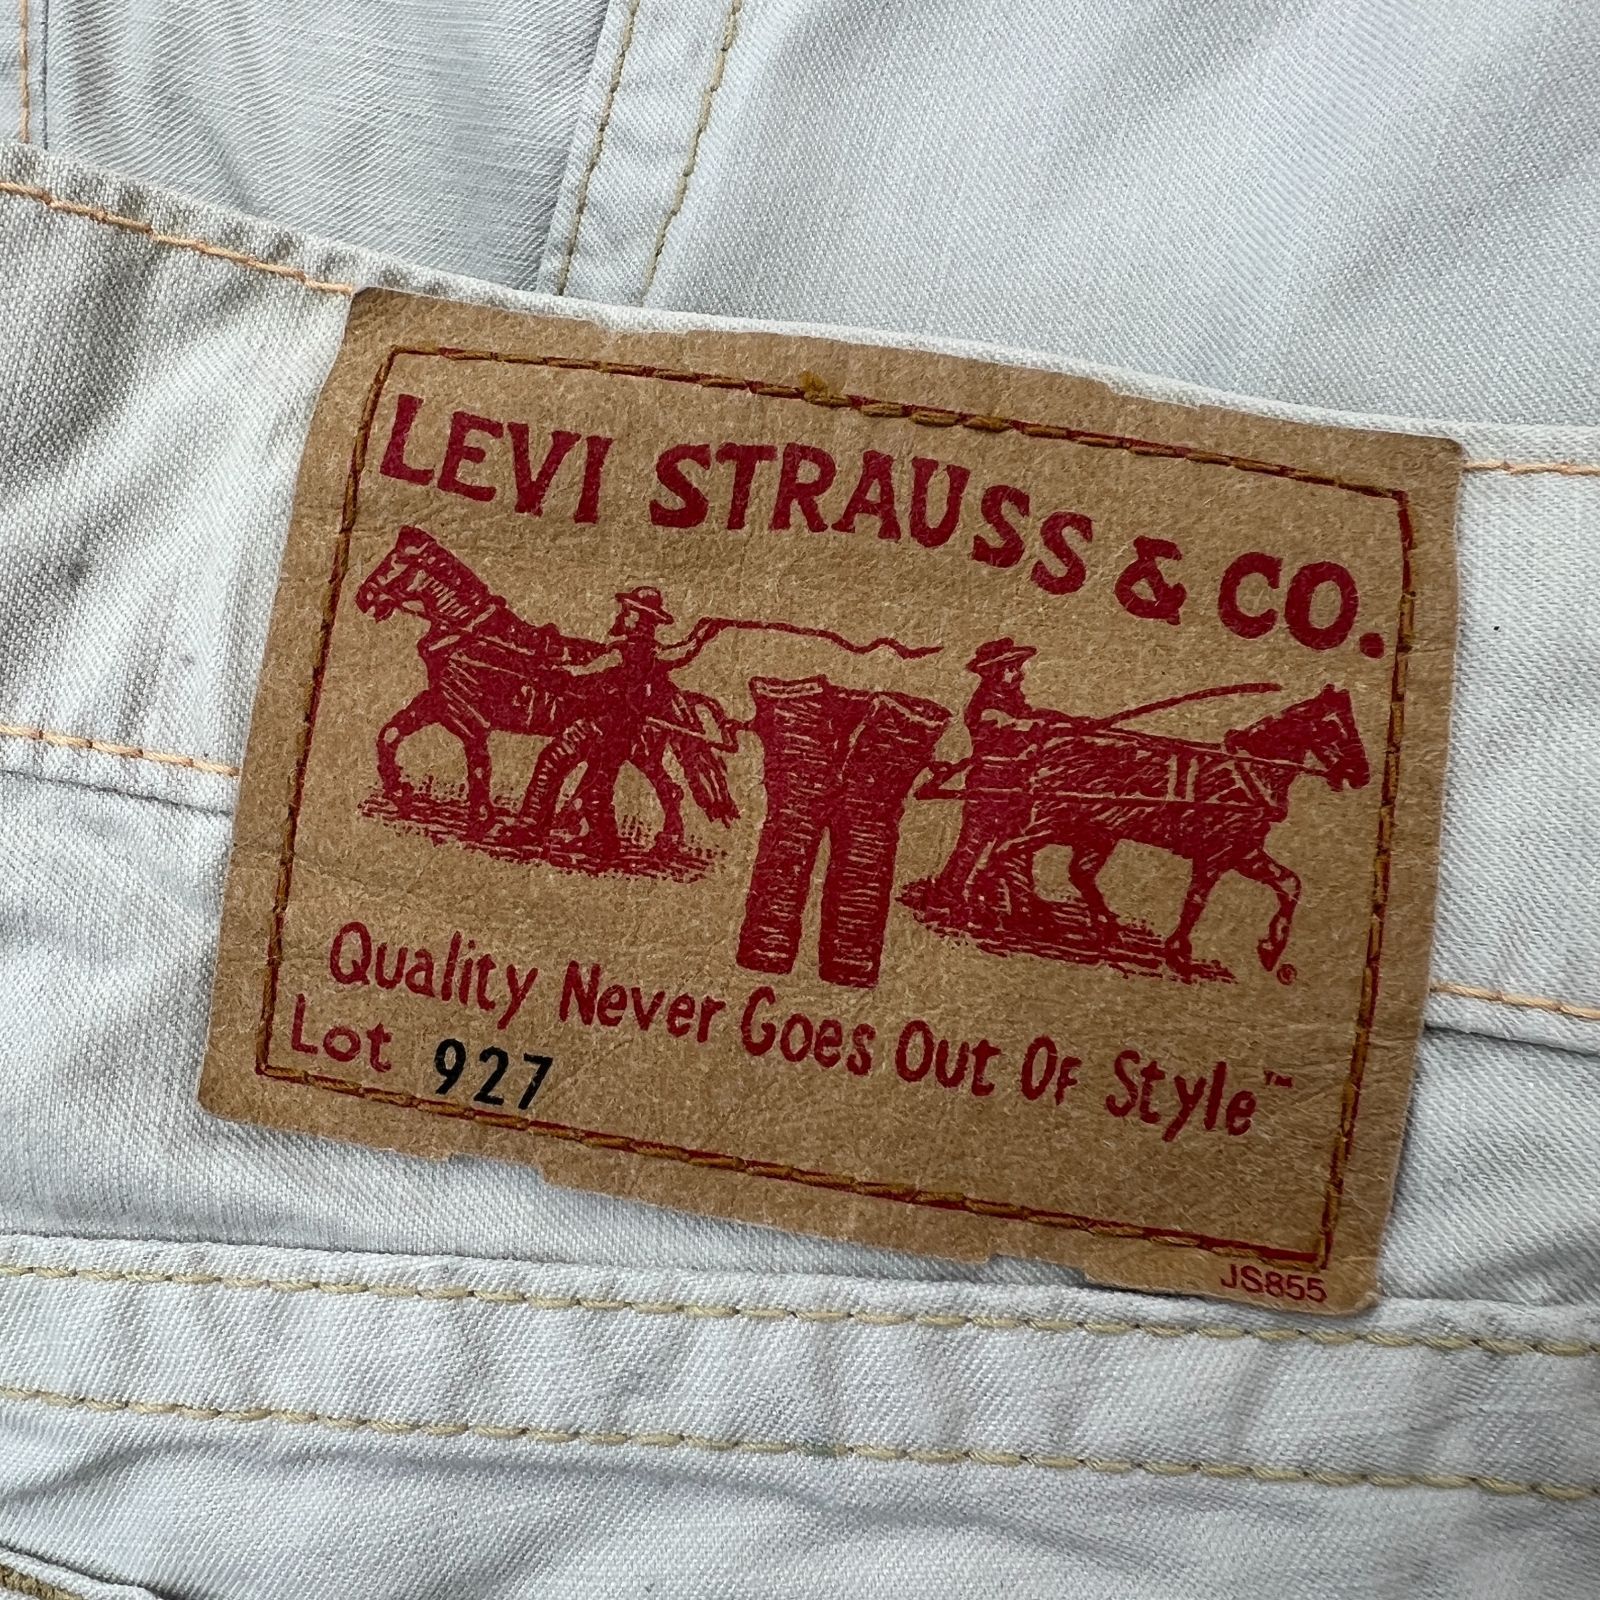 LEVI STRAUSS & CO.
®
Quality Never Goes Out Of Style™
Lot 927
JS855